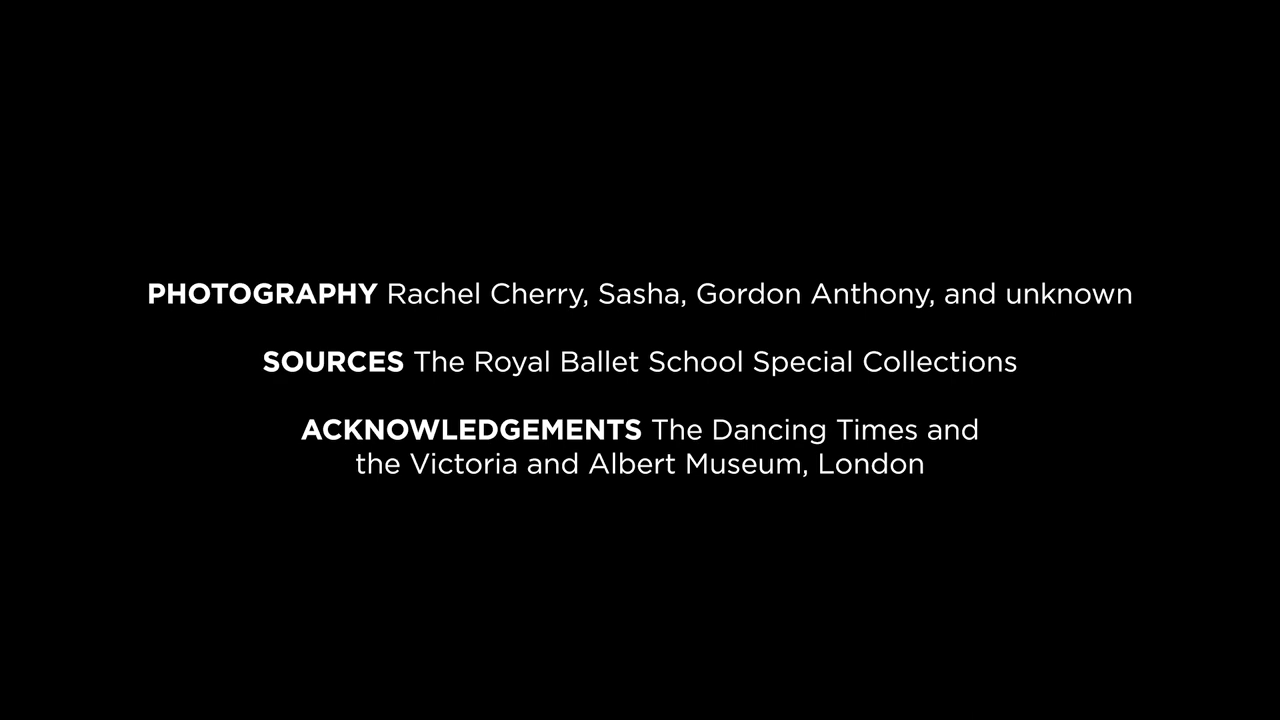 PHOTOGRAPHY Rachel Cherry, Sasha, Gordon Anthony, and unknown
SOURCES The Royal Ballet School Special Collections
ACKNOWLEDGEMENTS The Dancing Times and
the Victoria and Albert Museum, London